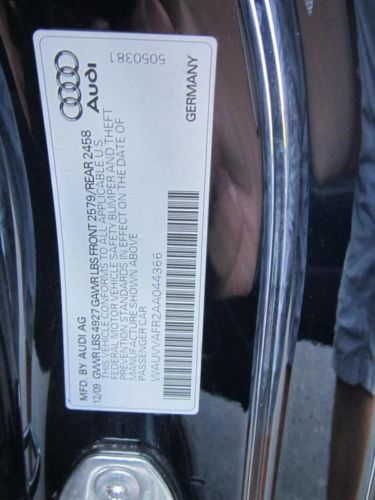 MFD. BY AUDI AG
12/09 GVWR LBS 4927 GAWR LBS FRONT 2579/REAR 2458
THIS VEHICLE CONFORMS TO ALL APPLICABLE U.S.
FEDERAL MOTOR VEHICLE SAFETY BUMPER AND THEFT
PREVENTION STANDARDS IN EFFECT ON THE DATE OF
MANUFACTURE SHOWN ABOVE
PASSENGER CAR
WAUVVAFR2AA044366
Audi
5050381
GERMANY